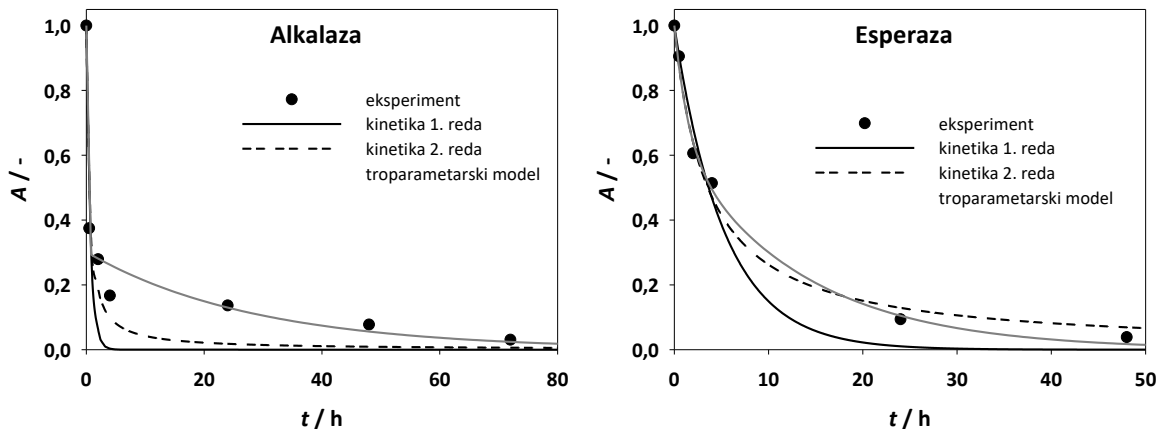 Alkalaza
A / -
1,0
0,8
0,6
0,4
0,2
0,0
eksperiment
kinetika 1. reda
kinetika 2. reda
troparametarski model
0 20 40 60 80
t / h
Esperaza
A / -
1,0
0,8
0,6
0,4
0,2
0,0
eksperiment
kinetika 1. reda
kinetika 2. reda
troparametarski model
0 10 20 30 40 50
t / h